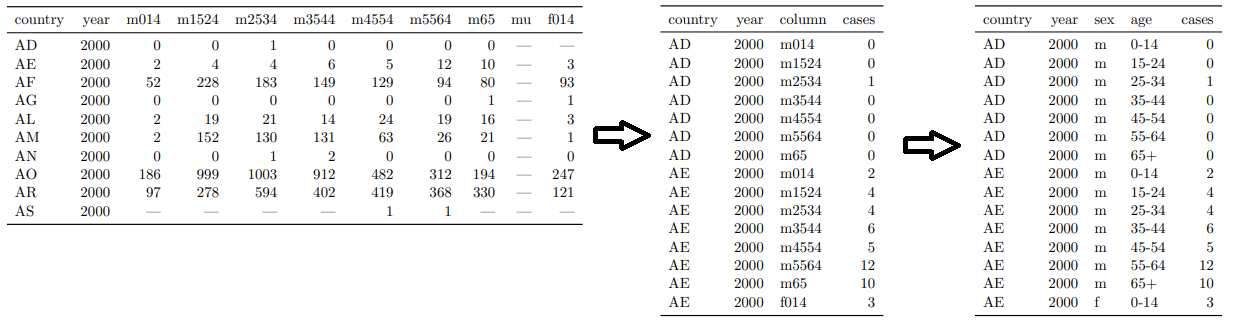 country year m014 m1524 m2534 m3544 m4554 m5564 m65 mu f014
AD 2000 0 0 1 0 0 0 0 — —
AE 2000 2 4 4 6 5 12 10 — 3
AF 2000 52 228 183 149 129 94 80 — 93
AG 2000 0 0 0 0 0 0 1 — 1
AL 2000 2 19 21 14 24 19 16 — 3
AM 2000 2 152 130 131 63 26 21 — 1
AN 2000 0 0 1 2 0 0 0 — 0
AO 2000 186 999 1003 912 482 312 194 — 247
AR 2000 97 278 594 402 419 368 330 — 121
AS 2000 — — — — 1 1 — — —
country year column cases
AD 2000 m014 0
AD 2000 m1524 0
AD 2000 m2534 1
AD 2000 m3544 0
AD 2000 m4554 0
AD 2000 m5564 0
AD 2000 m65 0
AE 2000 m014 2
AE 2000 m1524 4
AE 2000 m2534 4
AE 2000 m3544 6
AE 2000 m4554 5
AE 2000 m5564 12
AE 2000 m65 10
AE 2000 f014 3
country year sex age cases
AD 2000 m 0-14 0
AD 2000 m 15-24 0
AD 2000 m 25-34 1
AD 2000 m 35-44 0
AD 2000 m 45-54 0
AD 2000 m 55-64 0
AD 2000 m 65+ 0
AE 2000 m 0-14 2
AE 2000 m 15-24 4
AE 2000 m 25-34 4
AE 2000 m 35-44 6
AE 2000 m 45-54 5
AE 2000 m 55-64 12
AE 2000 m 65+ 10
AE 2000 f 0-14 3